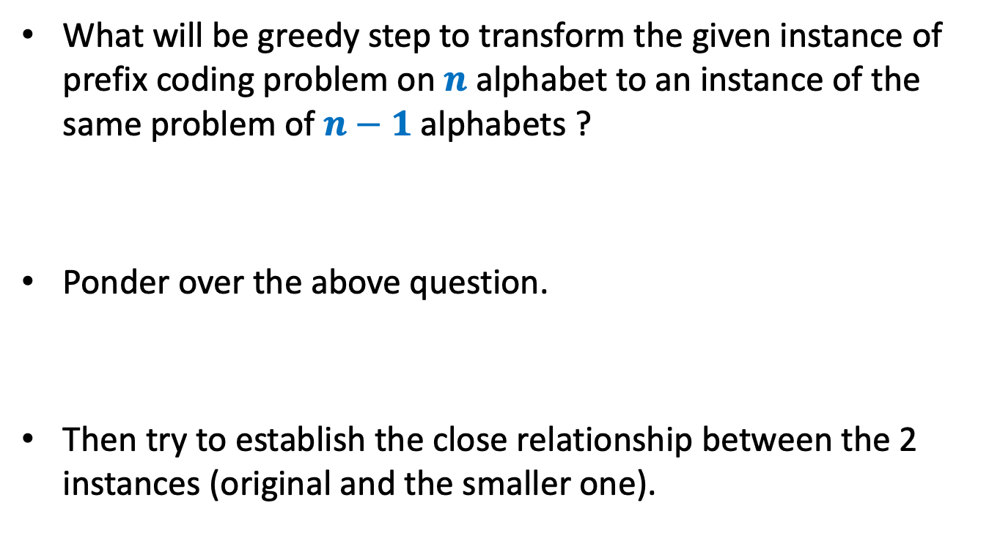 • What will be greedy step to transform the given instance of
prefix coding problem on n alphabet to an instance of the
same problem of n − 1 alphabets ?
• Ponder over the above question.
• Then try to establish the close relationship between the 2
instances (original and the smaller one).